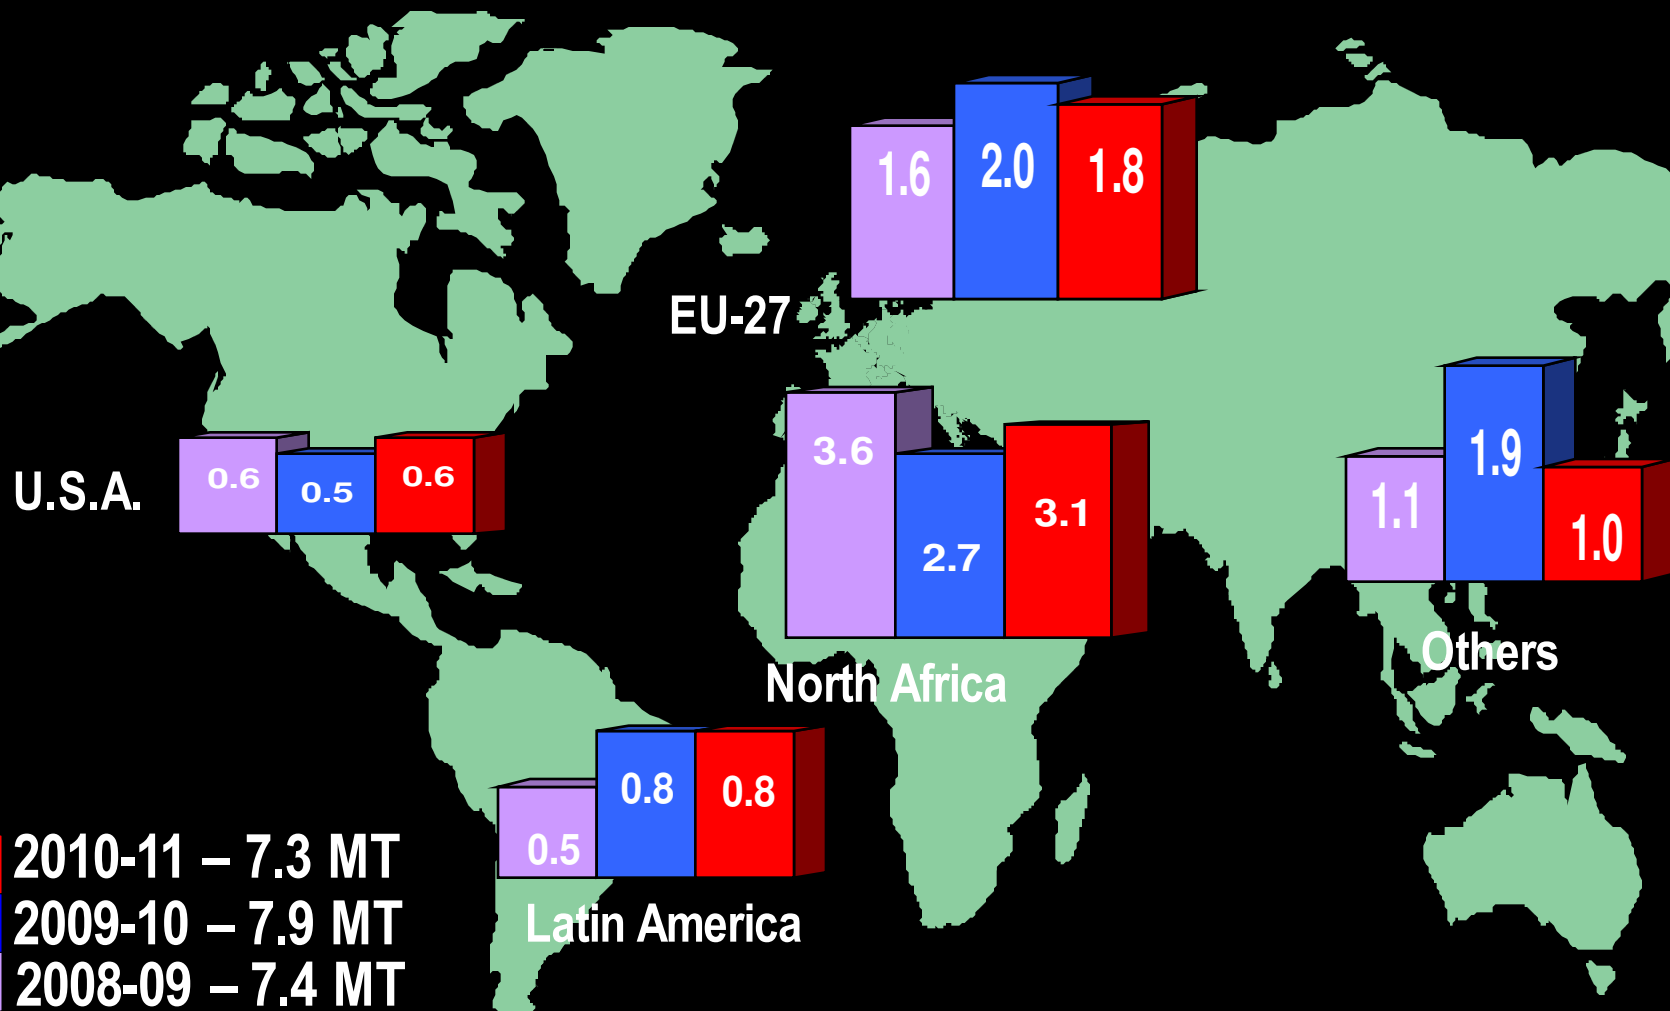 1.6 2.0 1.8
EU-27
U.S.A.
0.6 0.5 0.6
3.6 2.7 3.1
North Africa
1.1 1.9 1.0
Others
0.5 0.8 0.8
Latin America
2010-11 – 7.3 MT
2009-10 – 7.9 MT
2008-09 – 7.4 MT